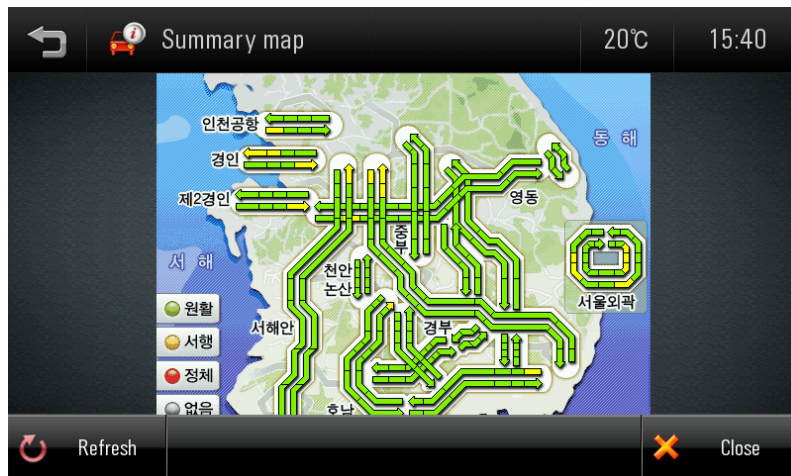 Summary map
20℃
15:40
인천공항
동 해
경인
제2경인
영동
중
부
서 해
천안
논산
서울외곽
원활
서해안
경부
서행
정체
없음
호남
Refresh
Close